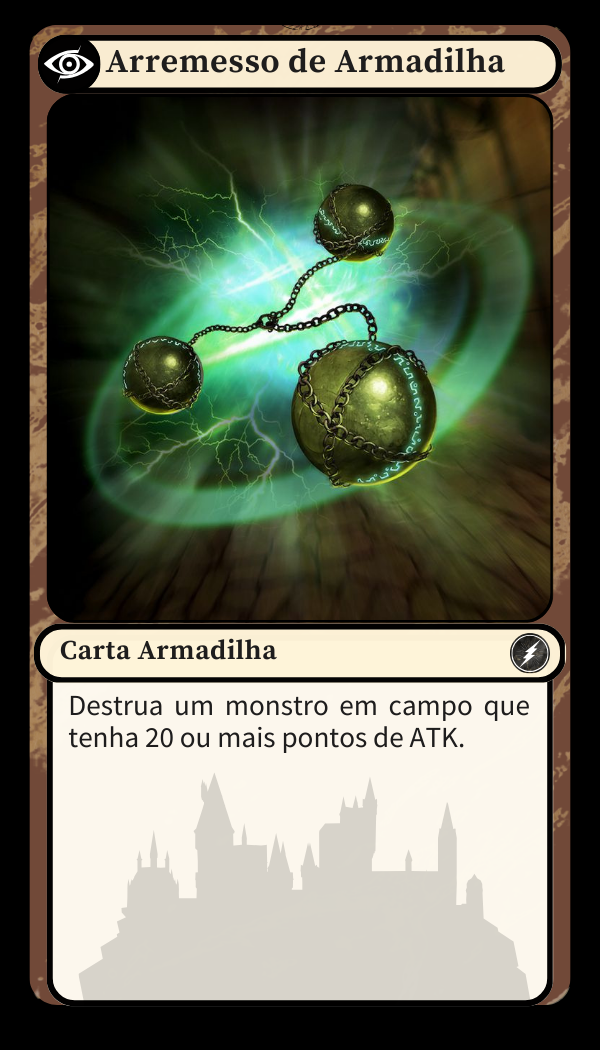 Arremesso de Armadilha
Carta Armadilha
Destrua um monstro em campo que
tenha 20 ou mais pontos de ATK.